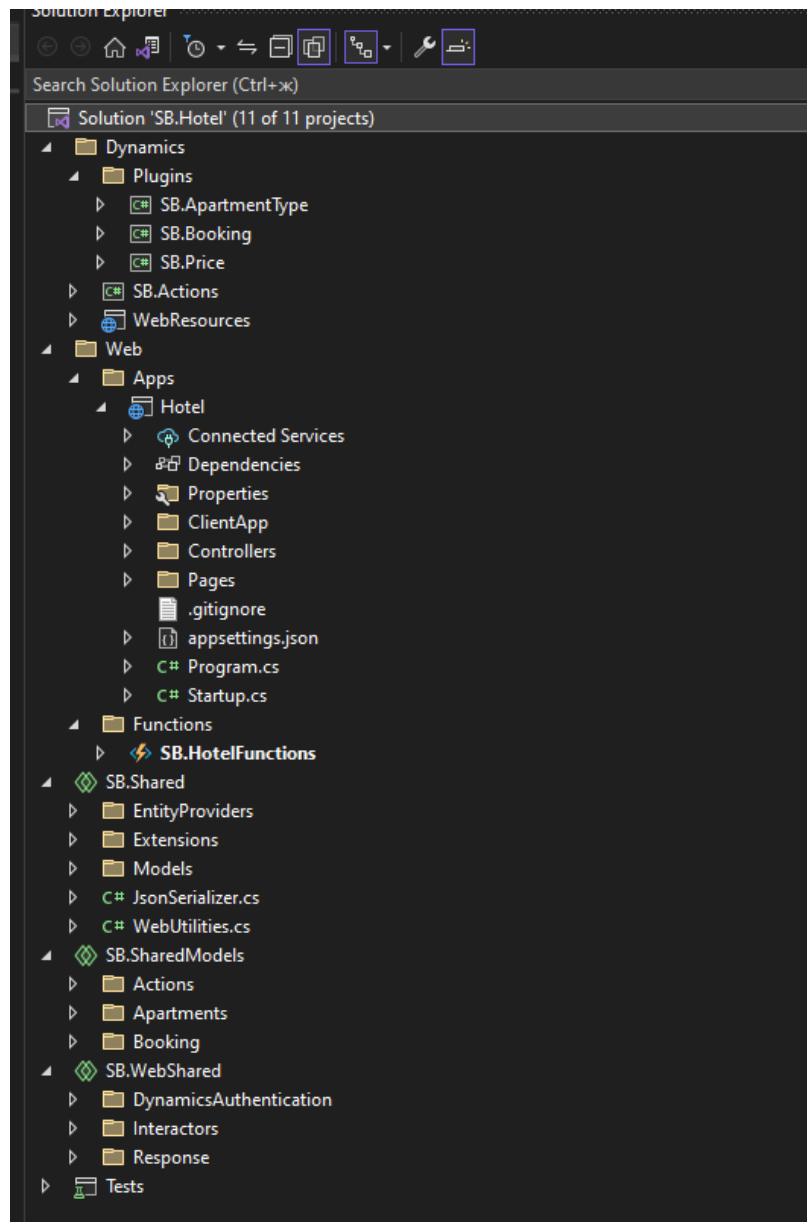 Solution Explorer
Search Solution Explorer (Ctrl+ж)
Solution 'SB.Hotel' (11 of 11 projects)
Dynamics
Plugins
C# SB.ApartmentType
C# SB.Booking
C# SB.Price
C# SB.Actions
WebResources
Web
Apps
Hotel
Connected Services
Dependencies
Properties
ClientApp
Controllers
Pages
.gitignore
appsettings.json
C# Program.cs
C# Startup.cs
Functions
SB.HotelFunctions
SB.Shared
EntityProviders
Extensions
Models
C# JsonSerializer.cs
C# WebUtilities.cs
SB.SharedModels
Actions
Apartments
Booking
SB.WebShared
DynamicsAuthentication
Interactors
Response
Tests